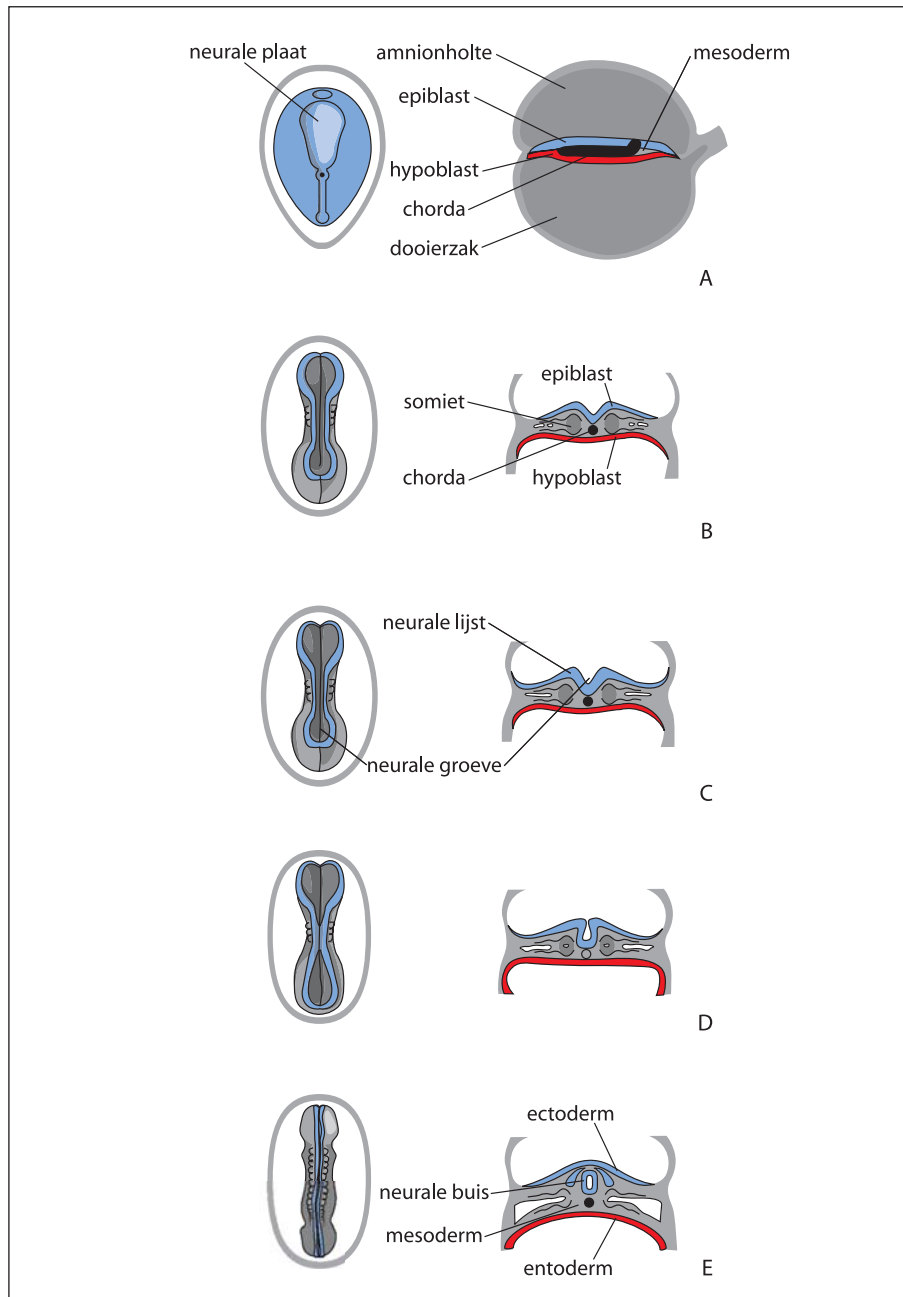 neurale plaat
amnionholte
mesoderm
epiblast
hypoblast
chorda
dooierzak
A
epiblast
somiet
chorda
hypoblast
B
neurale lijst
neurale groeve
C
D
ectoderm
neurale buis
mesoderm
entoderm
E